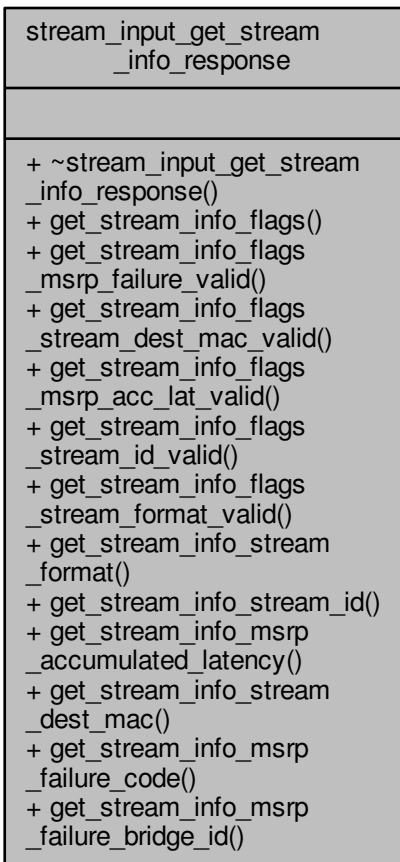 stream_input_get_stream
_info_response
+ ~stream_input_get_stream
_info_response()
+ get_stream_info_flags()
+ get_stream_info_flags
_msrp_failure_valid()
+ get_stream_info_flags
_stream_dest_mac_valid()
+ get_stream_info_flags
_msrp_acc_lat_valid()
+ get_stream_info_flags
_stream_id_valid()
+ get_stream_info_flags
_stream_format_valid()
+ get_stream_info_stream
_format()
+ get_stream_info_stream_id()
+ get_stream_info_msrp
_accumulated_latency()
+ get_stream_info_stream
_dest_mac()
+ get_stream_info_msrp
_failure_code()
+ get_stream_info_msrp
_failure_bridge_id()